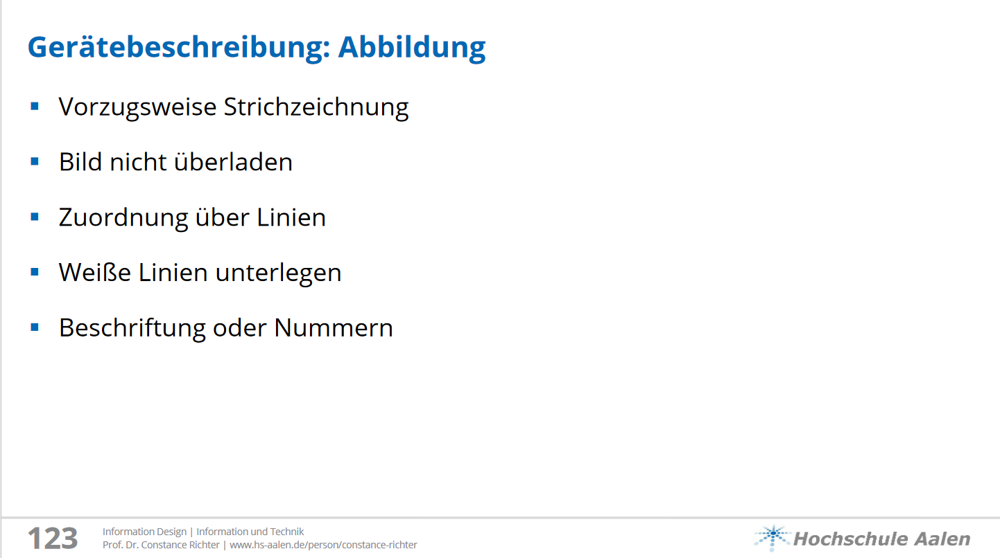 Gerätebeschreibung: Abbildung
Vorzugsweise Strichzeichnung
Bild nicht überladen
Zuordnung über Linien
Weiße Linien unterlegen
Beschriftung oder Nummern
123
Information Design | Information und Technik
Prof. Dr. Constance Richter | www.hs-aalen.de/person/constance-richter
Hochschule Aalen